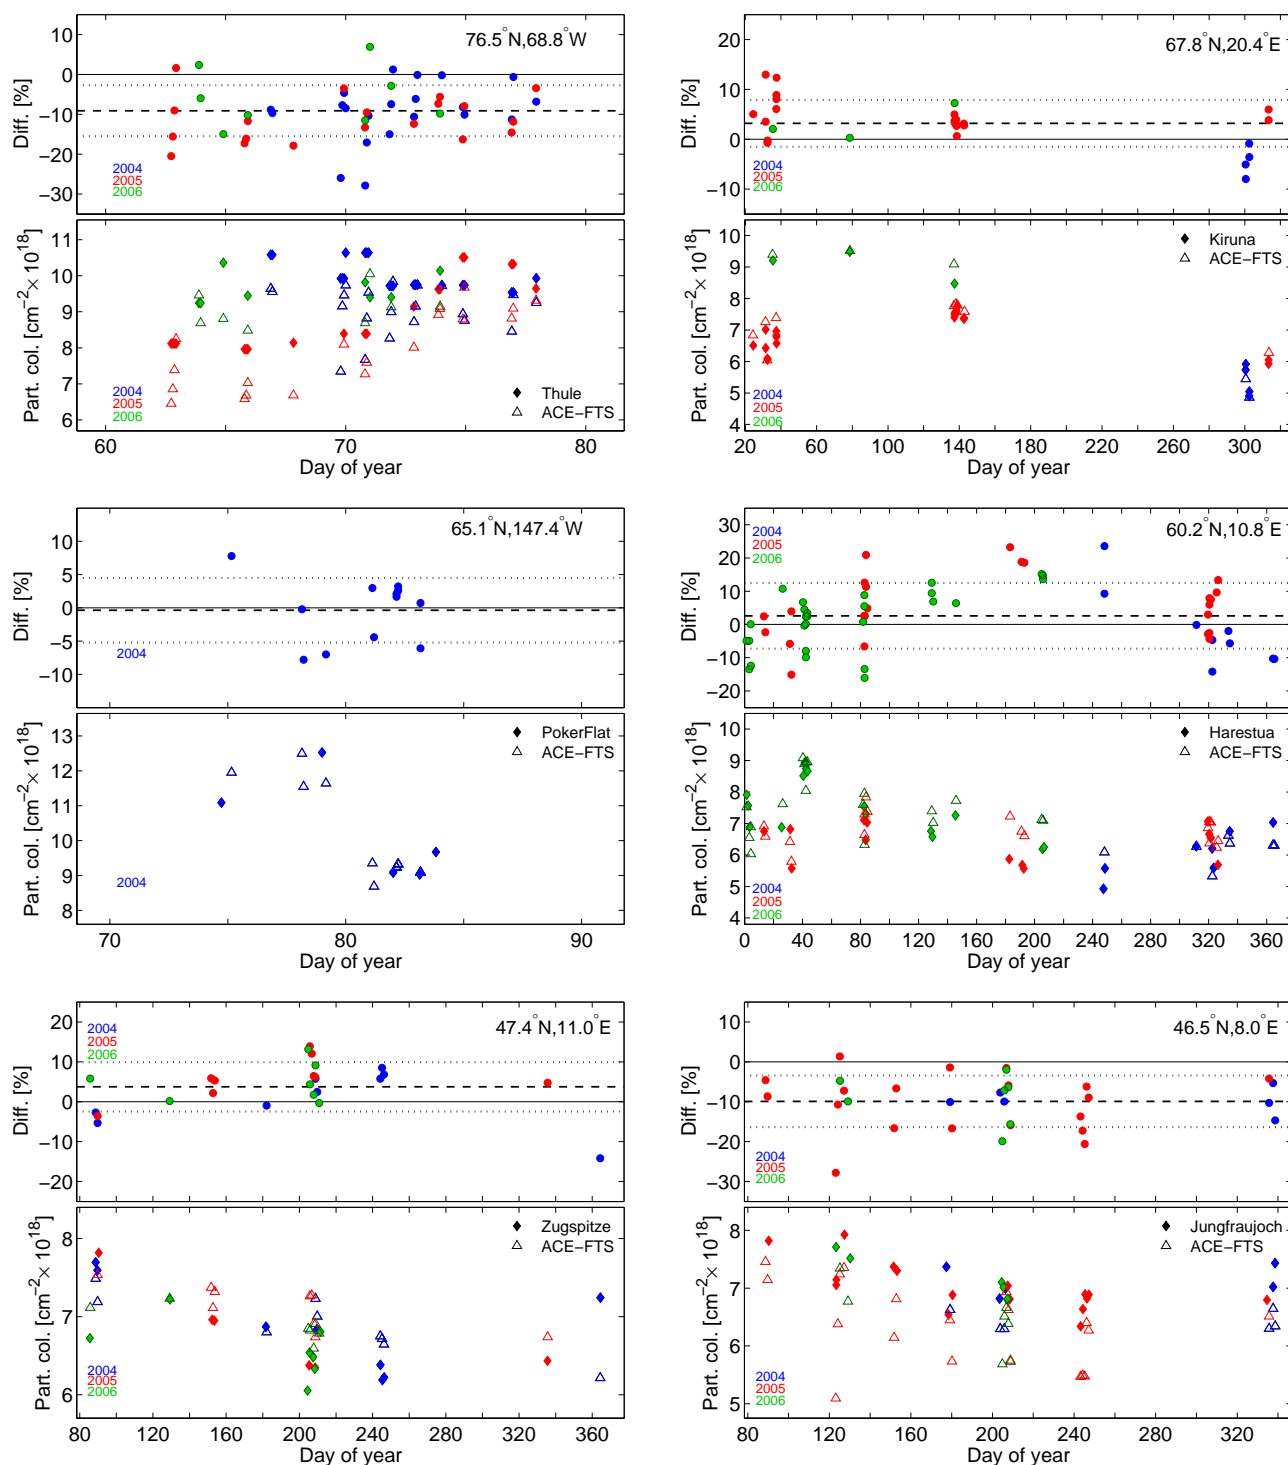 76.5°N,68.8°W
Diff. [%]
10
0
−10
−20
−30
2004
2005
2006
Part. col. [cm⁻²× 10¹⁸]
11
10
9
8
7
6
2004
2005
2006
Thule
ACE−FTS
60 70 80
Day of year
67.8°N,20.4°E
Diff. [%]
20
10
0
−10
2004
2005
2006
Part. col. [cm⁻²× 10¹⁸]
10
9
8
7
6
5
4
Kiruna
ACE−FTS
2004
2005
2006
20 60 100 140 180 220 260 300
Day of year
65.1°N,147.4°W
Diff. [%]
10
5
0
−5
−10
2004
Part. col. [cm⁻²× 10¹⁸]
13
12
11
10
9
8
PokerFlat
ACE−FTS
2004
70 80 90
Day of year
60.2°N,10.8°E
Diff. [%]
30
20
10
0
−10
−20
2004
2005
2006
Part. col. [cm⁻²× 10¹⁸]
10
9
8
7
6
5
4
Harestua
ACE−FTS
2004
2005
2006
0 40 80 120 160 200 240 280 320 360
Day of year
47.4°N,11.0°E
Diff. [%]
20
10
0
−10
−20
2004
2005
2006
Part. col. [cm⁻²× 10¹⁸]
8
7
6
Zugspitze
ACE−FTS
2004
2005
2006
80 120 160 200 240 280 320 360
Day of year
46.5°N,8.0°E
Diff. [%]
10
0
−10
−20
−30
2004
2005
2006
Part. col. [cm⁻²× 10¹⁸]
8
7
6
5
Jungfraujoch
ACE−FTS
2004
2005
2006
80 120 160 200 240 280 320
Day of year